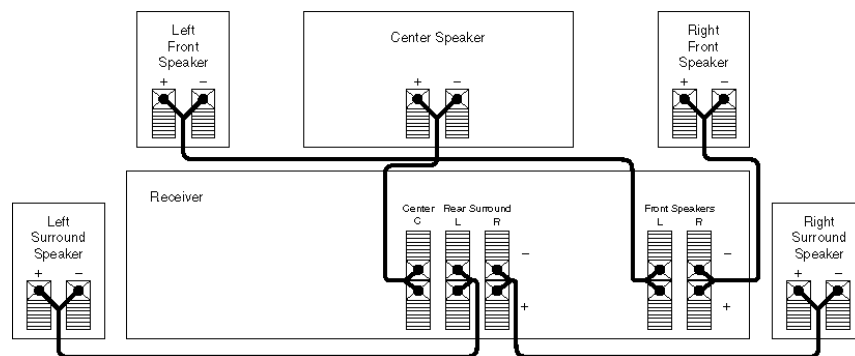 Left
Front
Speaker
+ −
Center Speaker
+ −
Right
Front
Speaker
+ −
Receiver
Left
Surround
Speaker
+ −
Center
C
Rear Surround
L R
−
+
Front Speakers
L R
−
+
Right
Surround
Speaker
+ −